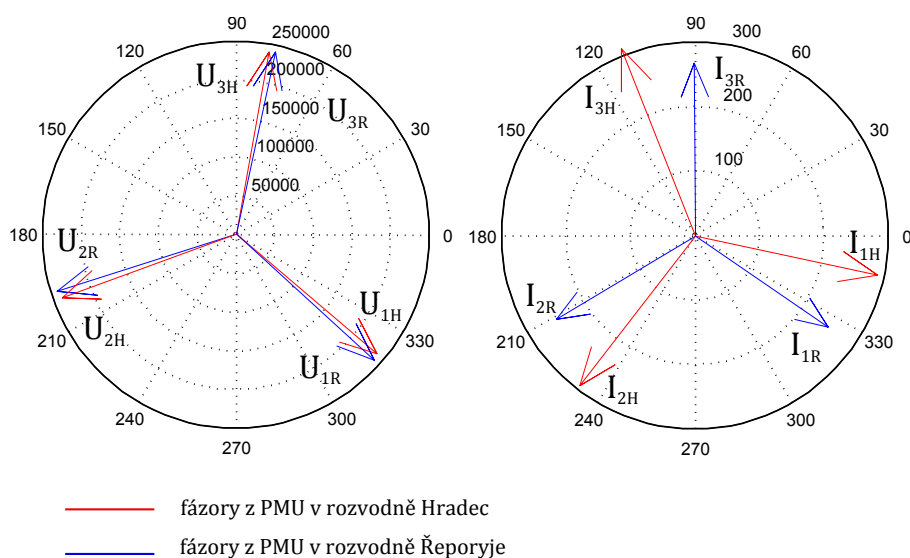 90
250000
120
60
200000
U3H
150000
U3R
150
30
100000
50000
180
0
U2R
U1H
U2H
210
330
U1R
240
300
270
90
300
120
60
I3R
I3H
200
150
30
100
180
0
I1H
I2R
210
330
I1R
I2H
240
300
270
fázory z PMU v rozvodně Hradec
fázory z PMU v rozvodně Řeporyje